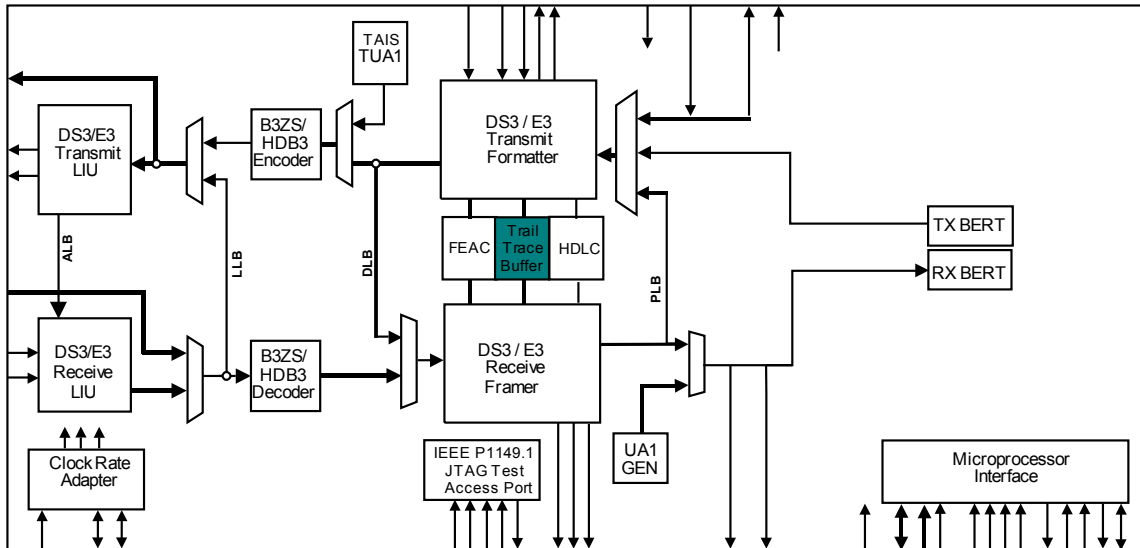 TAIS
TUA1
DS3/E3
Transmit
LIU
B3ZS/
HDB3
Encoder
DS3 / E3
Transmit
Formatter
FEAC
Trail
Trace
Buffer
HDLC
TX BERT
RX BERT
ALB
LLB
DLB
PLB
DS3/E3
Receive
LIU
B3ZS/
HDB3
Decoder
DS3 / E3
Receive
Framer
Clock Rate
Adapter
IEEE P1149.1
JTAG Test
Access Port
UA1
GEN
Microprocessor
Interface